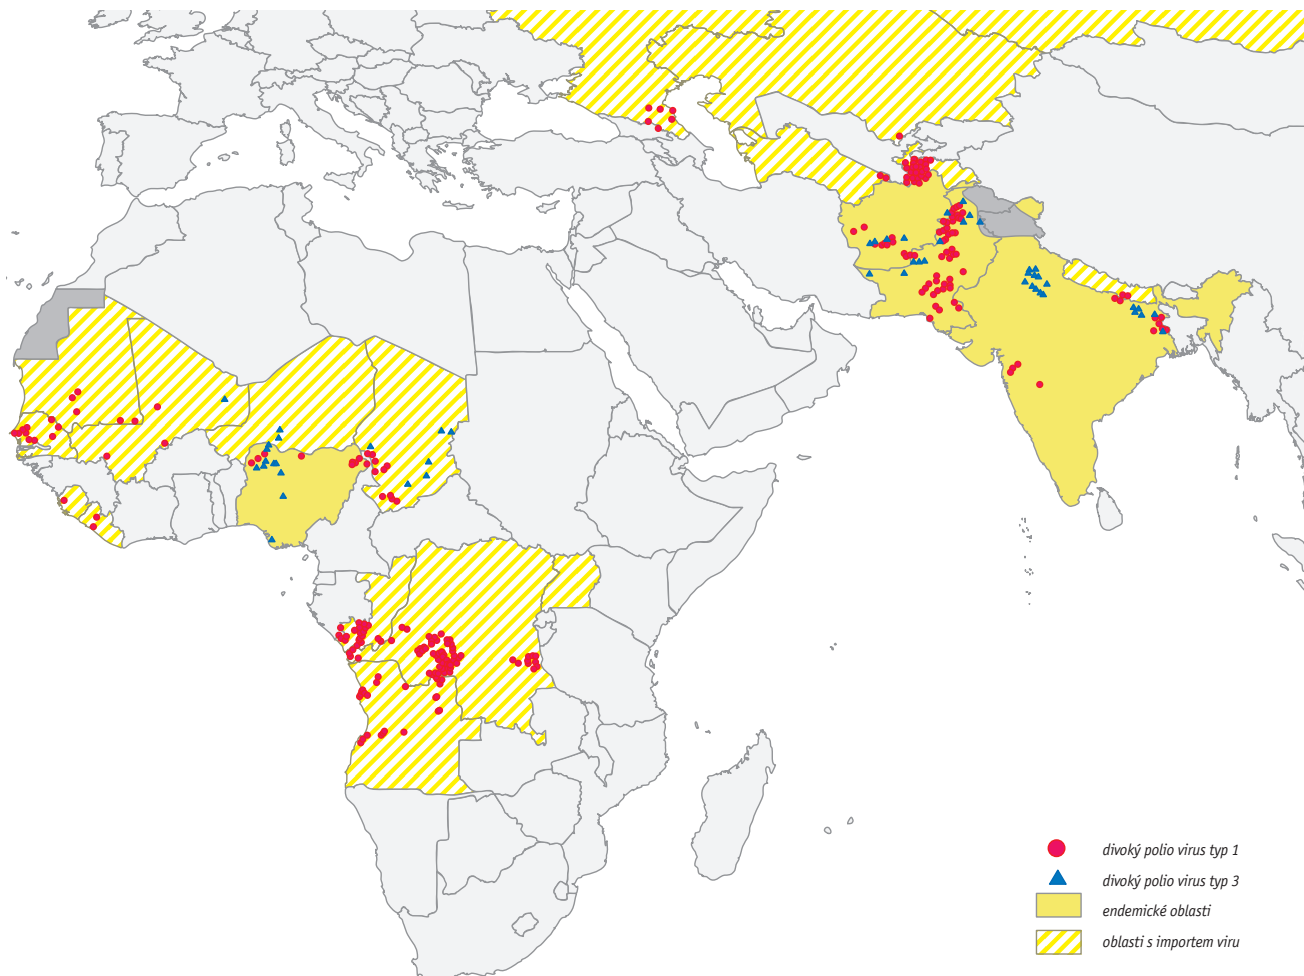 divoký polio virus typ 1
divoký polio virus typ 3
endemické oblasti
oblasti s importem viru